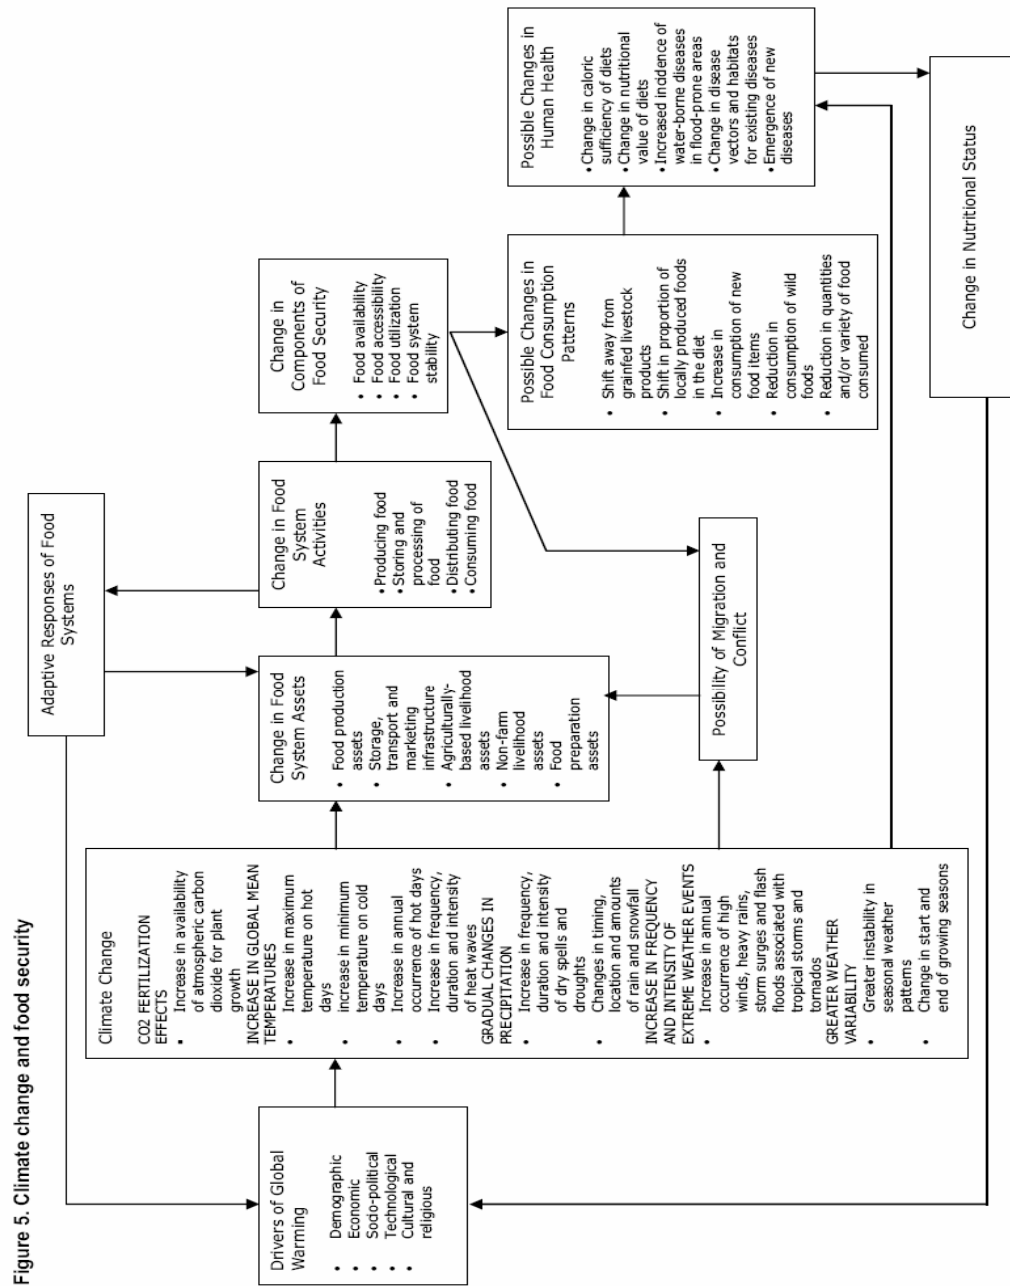 Figure 5. Climate change and food security
Adaptive Responses of Food
Systems
Drivers of Global
Warming
• Demographic
• Economic
• Socio-political
• Technological
• Cultural and
religious
Climate Change
CO2 FERTILIZATION
EFFECTS
• Increase in availability
of atmospheric carbon
dioxide for plant
growth
INCREASE IN GLOBAL MEAN
TEMPERATURES
• Increase in maximum
temperature on hot
days
• increase in minimum
temperature on cold
days
• Increase in annual
occurrence of hot days
• Increase in frequency,
duration and intensity
of heat waves
GRADUAL CHANGES IN
PRECIPITATION
• Increase in frequency,
duration and intensity
of dry spells and
droughts
• Changes in timing,
location and amounts
of rain and snowfall
INCREASE IN FREQUENCY
AND INTENSITY OF
EXTREME WEATHER EVENTS
• Increase in annual
occurrence of high
winds, heavy rains,
storm surges and flash
floods associated with
tropical storms and
tornados
GREATER WEATHER
VARIABILITY
• Greater instability in
seasonal weather
patterns
• Change in start and
end of growing seasons
Change in Food
System Assets
• Food production
assets
• Storage,
transport and
marketing
infrastructure
• Agriculturally-
based livelihood
assets
• Non-farm
livelihood
assets
• Food
preparation
assets
Change in Food
System
Activities
• Producing food
• Storing and
processing of
food
• Distributing food
• Consuming food
Change in
Components of
Food Security
• Food availability
• Food accessibility
• Food utilization
• Food system
stability
Possibility of Migration and
Conflict
Possible Changes in
Food Consumption
Patterns
• Shift away from
grainfed livestock
products
• Shift in proportion of
locally produced foods
in the diet
• Increase in
consumption of new
food items
• Reduction in
consumption of wild
foods
• Reduction in quantities
and/or variety of food
consumed
Possible Changes in
Human Health
• Change in caloric
sufficiency of diets
• Change in nutritional
value of diets
• Increased incidence of
water-borne diseases
in flood-prone areas
• Change in disease
vectors and habitats
for existing diseases
• Emergence of new
diseases
Change in Nutritional Status